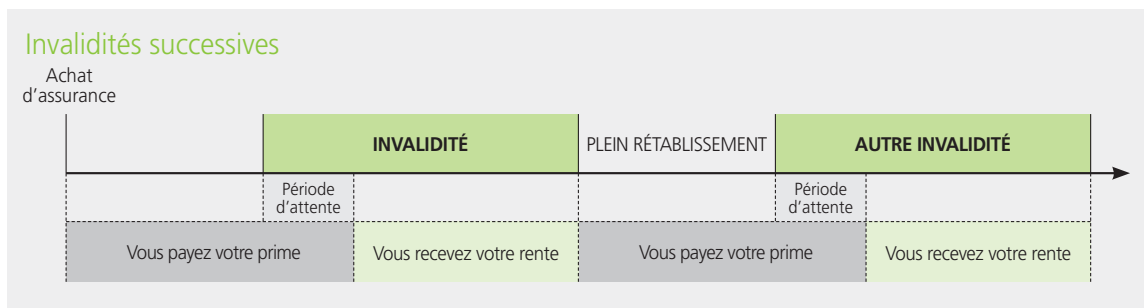 Invalidités successives
Achat
d’assurance
INVALIDITÉ
PLEIN RÉTABLISSEMENT
AUTRE INVALIDITÉ
Période
d’attente
Période
d’attente
Vous payez votre prime
Vous recevez votre rente
Vous payez votre prime
Vous recevez votre rente